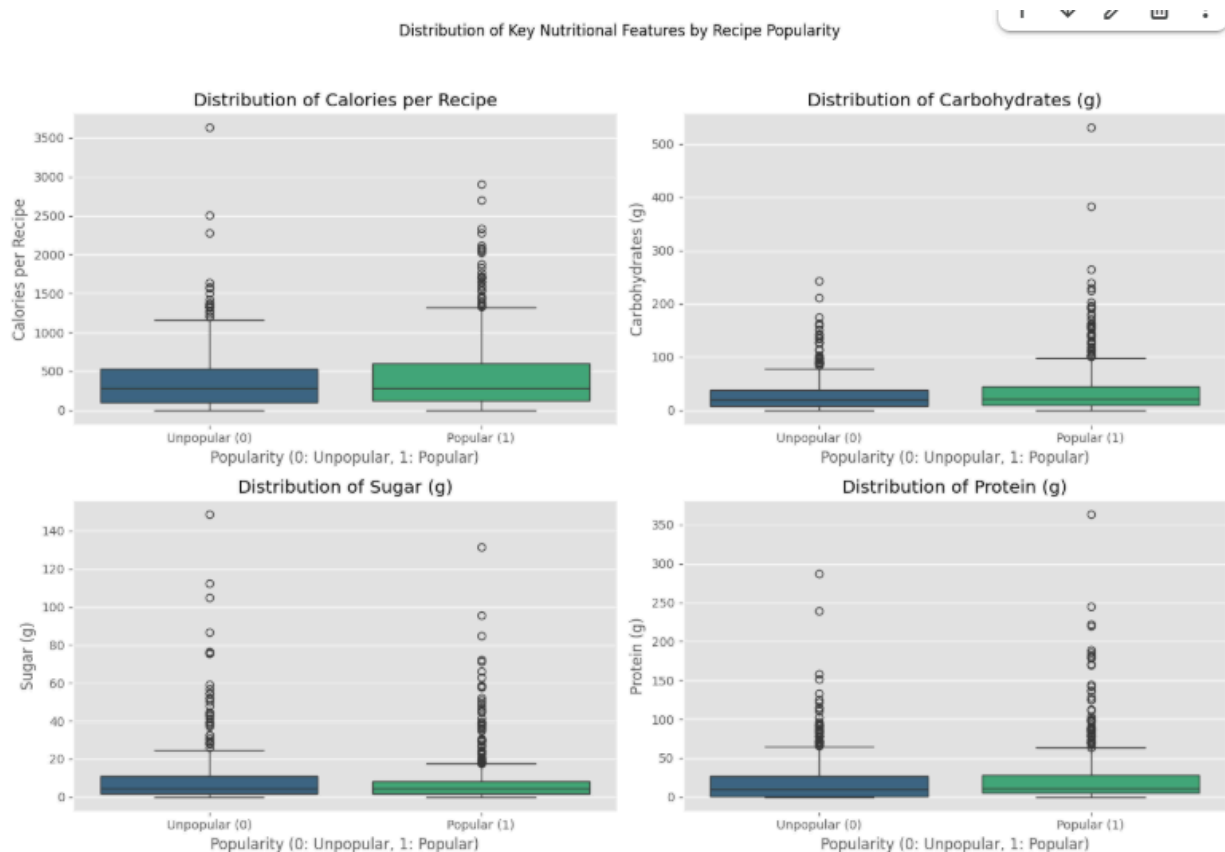 Distribution of Key Nutritional Features by Recipe Popularity
Distribution of Calories per Recipe
Calories per Recipe
3500
3000
2500
2000
1500
1000
500
0
Unpopular (0)
Popular (1)
Popularity (0: Unpopular, 1: Popular)
Distribution of Carbohydrates (g)
Carbohydrates (g)
500
400
300
200
100
0
Unpopular (0)
Popular (1)
Popularity (0: Unpopular, 1: Popular)
Distribution of Sugar (g)
Sugar (g)
140
120
100
80
60
40
20
0
Unpopular (0)
Popular (1)
Popularity (0: Unpopular, 1: Popular)
Distribution of Protein (g)
Protein (g)
350
300
250
200
150
100
50
0
Unpopular (0)
Popular (1)
Popularity (0: Unpopular, 1: Popular)